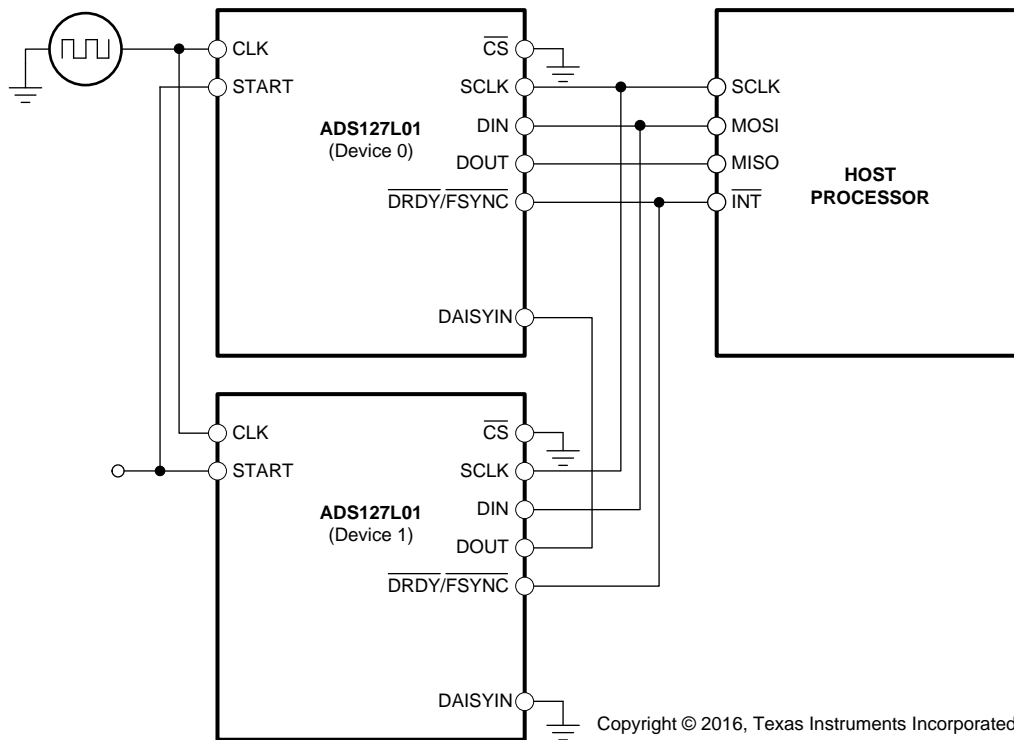 CLK
START
ADS127L01
(Device 0)
CS
SCLK
DIN
DOUT
DRDY/FSYNC
DAISYIN
SCLK
MOSI
MISO
INT
HOST
PROCESSOR
CLK
START
ADS127L01
(Device 1)
CS
SCLK
DIN
DOUT
DRDY/FSYNC
DAISYIN
Copyright © 2016, Texas Instruments Incorporated